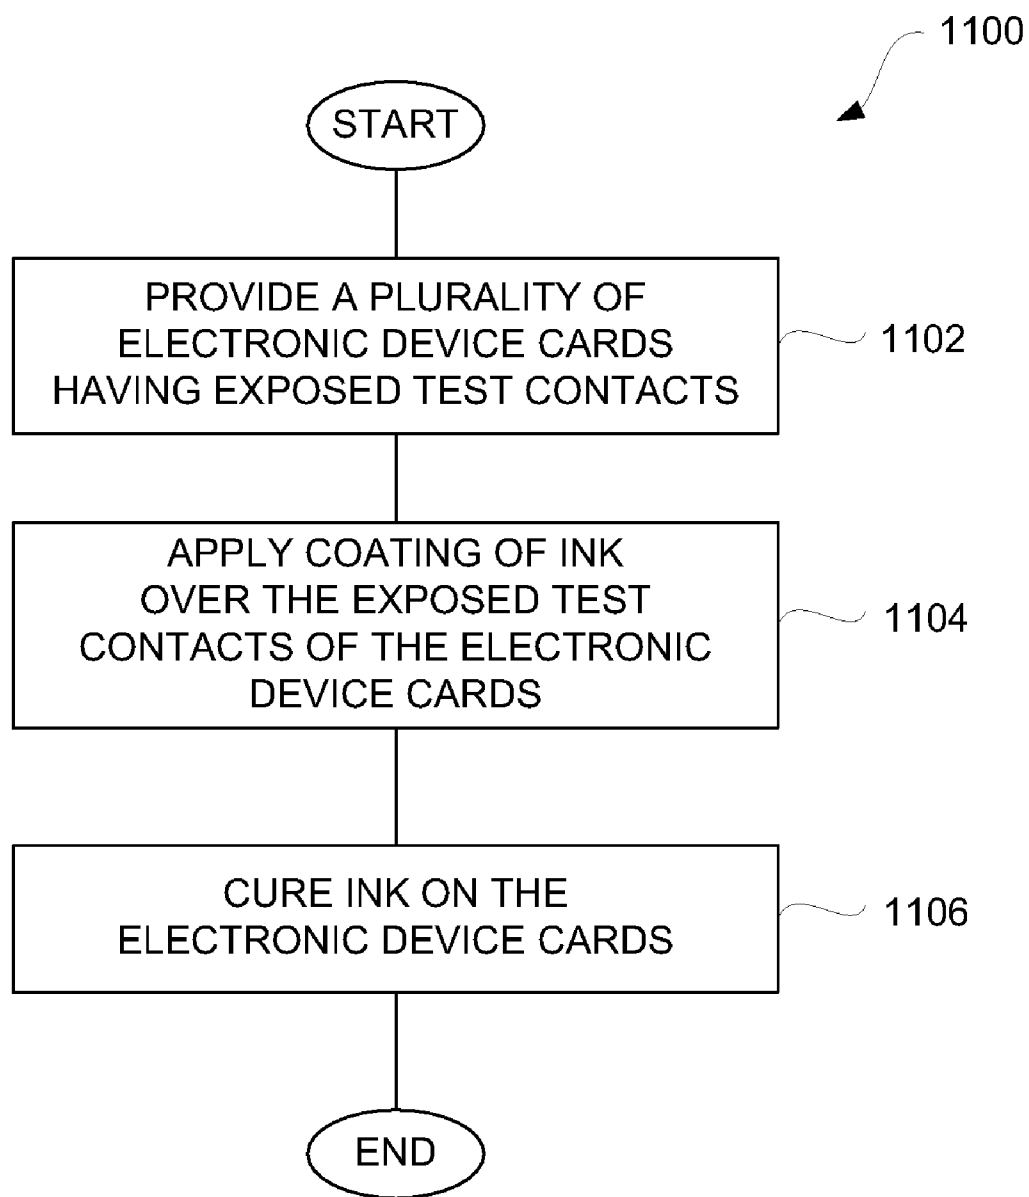 1100
START
PROVIDE A PLURALITY OF
ELECTRONIC DEVICE CARDS
HAVING EXPOSED TEST CONTACTS
1102
APPLY COATING OF INK
OVER THE EXPOSED TEST
CONTACTS OF THE ELECTRONIC
DEVICE CARDS
1104
CURE INK ON THE
ELECTRONIC DEVICE CARDS
1106
END